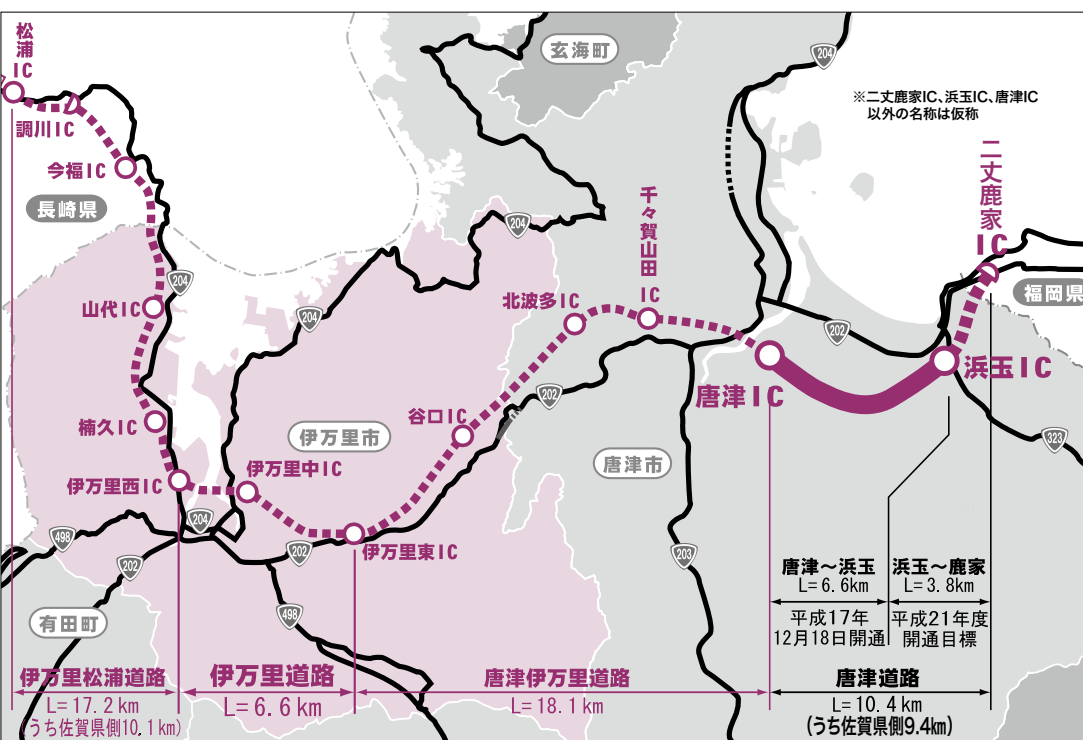 松浦
IC
調川IC
今福IC
長崎県
204
山代IC
楠久IC
伊万里西IC
204
伊万里中IC
伊万里市
204
204
玄海町
204
※二丈鹿家IC、浜玉IC、唐津IC
以外の名称は仮称
二丈鹿家
IC
福岡県
千々賀山田
IC
北波多IC
202
唐津IC
浜玉IC
谷口IC
202
唐津市
323
伊万里東IC
498
202
202
498
203
有田町
唐津〜浜玉
L=6.6km
平成17年
12月18日開通
浜玉〜鹿家
L=3.8km
平成21年度
開通目標
伊万里松浦道路
L=17.2km
(うち佐賀県側10.1km)
伊万里道路
L=6.6km
唐津伊万里道路
L=18.1km
唐津道路
L=10.4km
(うち佐賀県側9.4km)